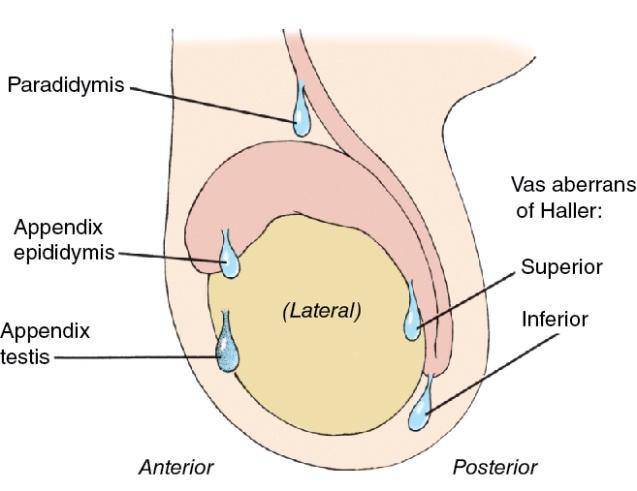 Paradidymis
Vas aberrans
of Haller:
Appendix
epididymis
Superior
(Lateral)
Inferior
Appendix
testis
Anterior
Posterior